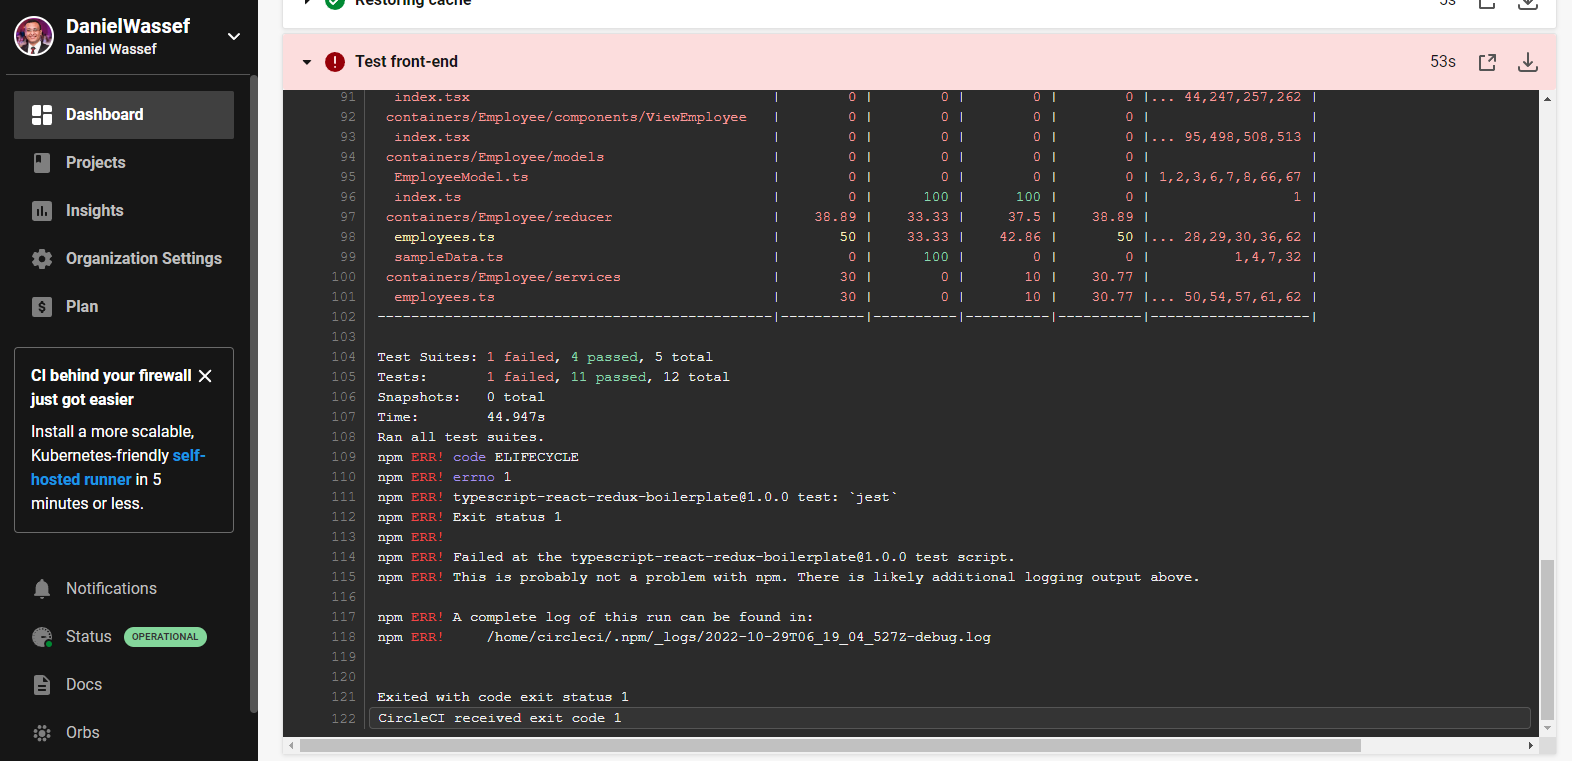 DanielWassef
Daniel Wassef
Dashboard
Projects
Insights
Organization Settings
Plan
CI behind your firewall
just got easier
Install a more scalable,
Kubernetes-friendly self-
hosted runner in 5
minutes or less.
Notifications
Status OPERATIONAL
Docs
Orbs
Restoring cache 5s
Test front-end 53s
91 index.tsx | 0 | 0 | 0 | 0 |... 44,247,257,262 |
92 containers/Employee/components/ViewEmployee | 0 | 0 | 0 | 0 | |
93 index.tsx | 0 | 0 | 0 | 0 |... 95,498,508,513 |
94 containers/Employee/models | 0 | 0 | 0 | 0 | |
95 EmployeeModel.ts | 0 | 0 | 0 | 0 | 1,2,3,6,7,8,66,67 |
96 index.ts | 0 | 100 | 100 | 0 | 1 |
97 containers/Employee/reducer | 38.89 | 33.33 | 37.5 | 38.89 | |
98 employees.ts | 50 | 33.33 | 42.86 | 50 |... 28,29,30,36,62 |
99 sampleData.ts | 0 | 100 | 0 | 0 | 1,4,7,32 |
100 containers/Employee/services | 30 | 0 | 10 | 30.77 | |
101 employees.ts | 30 | 0 | 10 | 30.77 |... 50,54,57,61,62 |
102 -----------------------------------------------|----------|----------|----------|----------|-------------------|
103
104 Test Suites: 1 failed, 4 passed, 5 total
105 Tests: 1 failed, 11 passed, 12 total
106 Snapshots: 0 total
107 Time: 44.947s
108 Ran all test suites.
109 npm ERR! code ELIFECYCLE
110 npm ERR! errno 1
111 npm ERR! typescript-react-redux-boilerplate@1.0.0 test: `jest`
112 npm ERR! Exit status 1
113 npm ERR!
114 npm ERR! Failed at the typescript-react-redux-boilerplate@1.0.0 test script.
115 npm ERR! This is probably not a problem with npm. There is likely additional logging output above.
116
117 npm ERR! A complete log of this run can be found in:
118 npm ERR! /home/circleci/.npm/_logs/2022-10-29T06_19_04_527Z-debug.log
119
120
121 Exited with code exit status 1
122 CircleCI received exit code 1